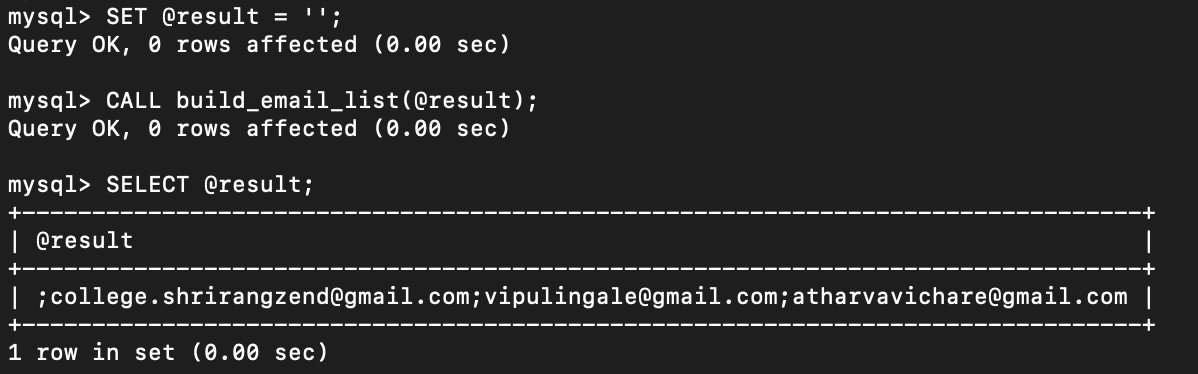 mysql> SET @result = '';
Query OK, 0 rows affected (0.00 sec)
mysql> CALL build_email_list(@result);
Query OK, 0 rows affected (0.00 sec)
mysql> SELECT @result;
+--------------------------------------------------------------------------------+
| @result                                                                        |
+--------------------------------------------------------------------------------+
| ;college.shrirangzend@gmail.com;vipulingale@gmail.com;atharvavichare@gmail.com |
+--------------------------------------------------------------------------------+
1 row in set (0.00 sec)